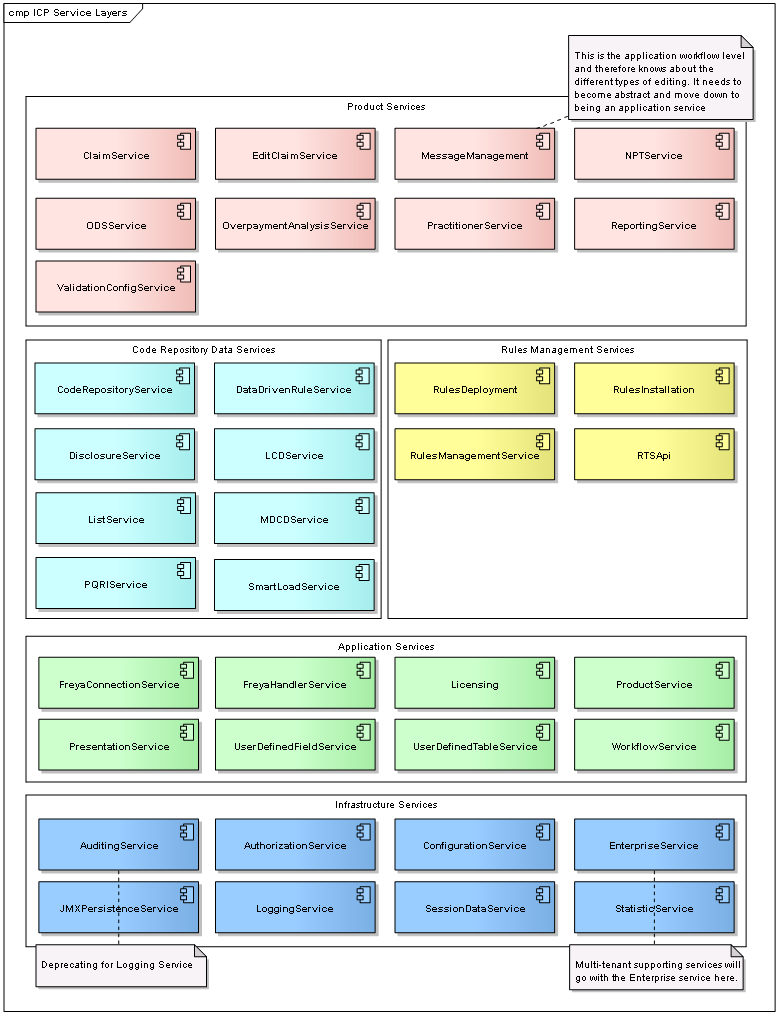 cmp ICP Service Layers
This is the application workflow level
and therefore knows about the
different types of editing. It needs to
become abstract and move down to
being an application service
Product Services
ClaimService
EditClaimService
MessageManagement
NPTService
ODSService
OverpaymentAnalysisService
PractitionerService
ReportingService
ValidationConfigService
Code Repository Data Services
CodeRepositoryService
DataDrivenRuleService
DisclosureService
LCDService
ListService
MDCDService
PQRIService
SmartLoadService
Rules Management Services
RulesDeployment
RulesInstallation
RulesManagementService
RTSApi
Application Services
FreyaConnectionService
FreyaHandlerService
Licensing
ProductService
PresentationService
UserDefinedFieldService
UserDefinedTableService
WorkflowService
Infrastructure Services
AuditingService
AuthorizationService
ConfigurationService
EnterpriseService
JMXPersistenceService
LoggingService
SessionDataService
StatisticService
Deprecating for Logging Service
Multi-tenant supporting services will
go with the Enterprise service here.